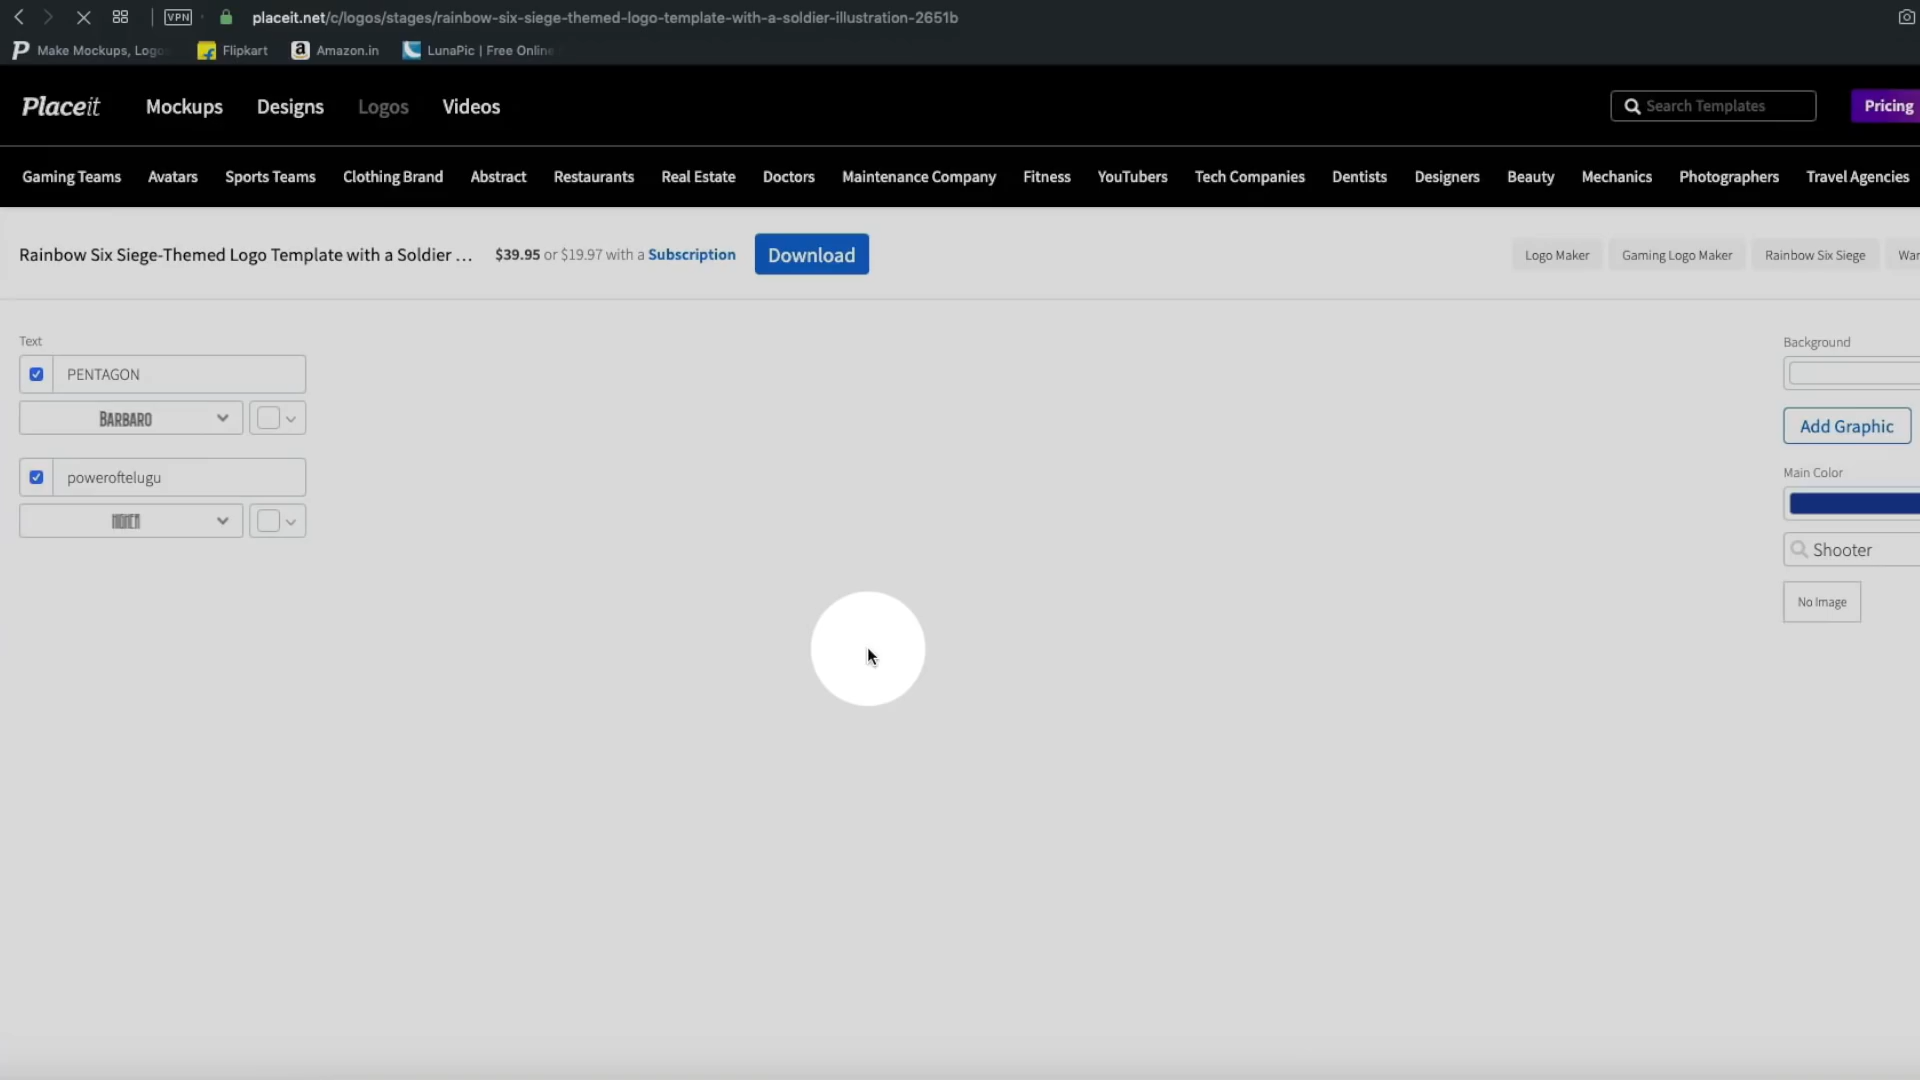 VPN placeit.net/c/logos/stages/rainbow-six-siege-themed-logo-template-with-a-soldier-illustration-2651b
Make Mockups, Logo Flipkart Amazon.in LunaPic | Free Online
Placeit Mockups Designs Logos Videos Search Templates Pricing
Gaming Teams Avatars Sports Teams Clothing Brand Abstract Restaurants Real Estate Doctors Maintenance Company Fitness YouTubers Tech Companies Dentists Designers Beauty Mechanics Photographers Travel Agencies
Rainbow Six Siege-Themed Logo Template with a Soldier ... $39.95 or $19.97 with a Subscription Download Logo Maker Gaming Logo Maker Rainbow Six Siege War
Text Background
PENTAGON
BARBARO Add Graphic
poweroftelugu Main Color
Shooter
No Image